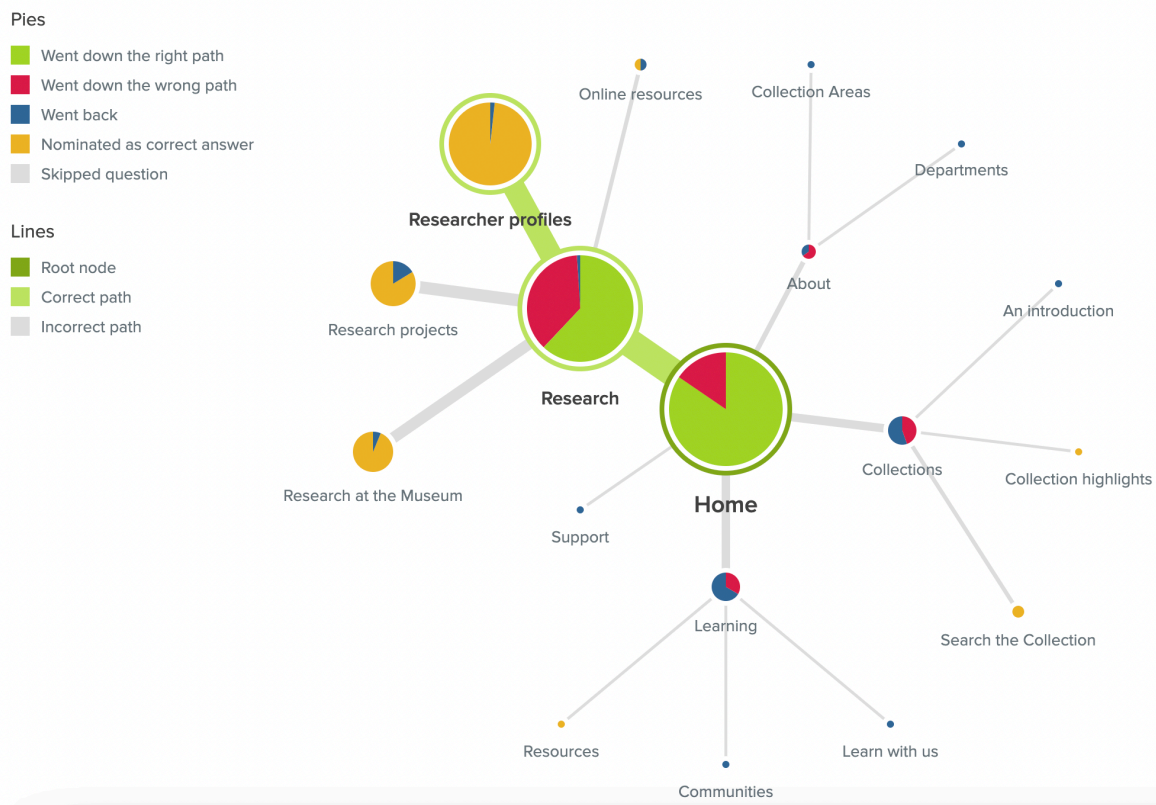 Pies
Went down the right path
Went down the wrong path
Went back
Nominated as correct answer
Skipped question
Lines
Root node
Correct path
Incorrect path
Online resources
Collection Areas
Departments
Researcher profiles
About
An introduction
Research projects
Research
Collections
Collection highlights
Research at the Museum
Home
Support
Learning
Search the Collection
Resources
Learn with us
Communities